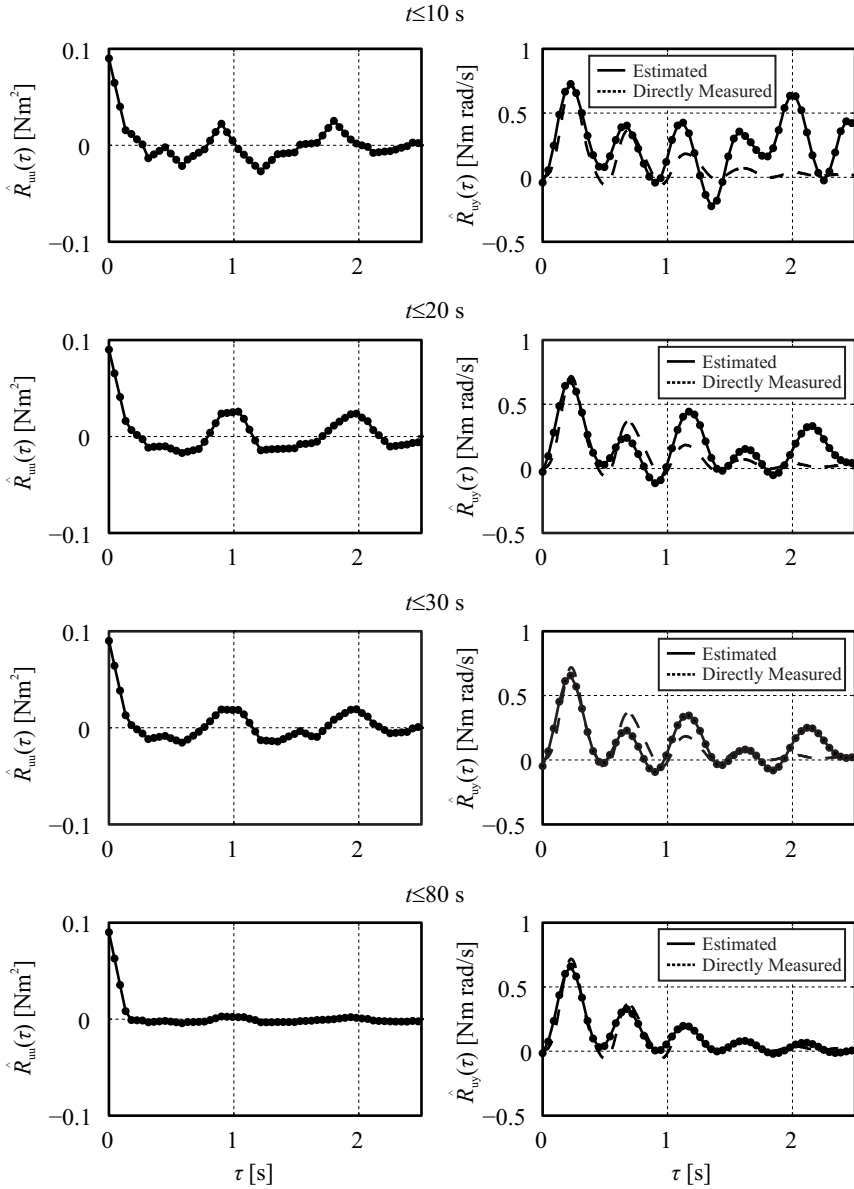 t≤10 s
0.1
0
−0.1
R̂uu(τ) [Nm²]
0 1 2
1
0.5
0
−0.5
R̂uy(τ) [Nm rad/s]
Estimated
Directly Measured
0 1 2
t≤20 s
0.1
0
−0.1
R̂uu(τ) [Nm²]
0 1 2
1
0.5
0
−0.5
R̂uy(τ) [Nm rad/s]
Estimated
Directly Measured
0 1 2
t≤30 s
0.1
0
−0.1
R̂uu(τ) [Nm²]
0 1 2
1
0.5
0
−0.5
R̂uy(τ) [Nm rad/s]
Estimated
Directly Measured
0 1 2
t≤80 s
0.1
0
−0.1
R̂uu(τ) [Nm²]
0 1 2
τ [s]
1
0.5
0
−0.5
R̂uy(τ) [Nm rad/s]
Estimated
Directly Measured
0 1 2
τ [s]